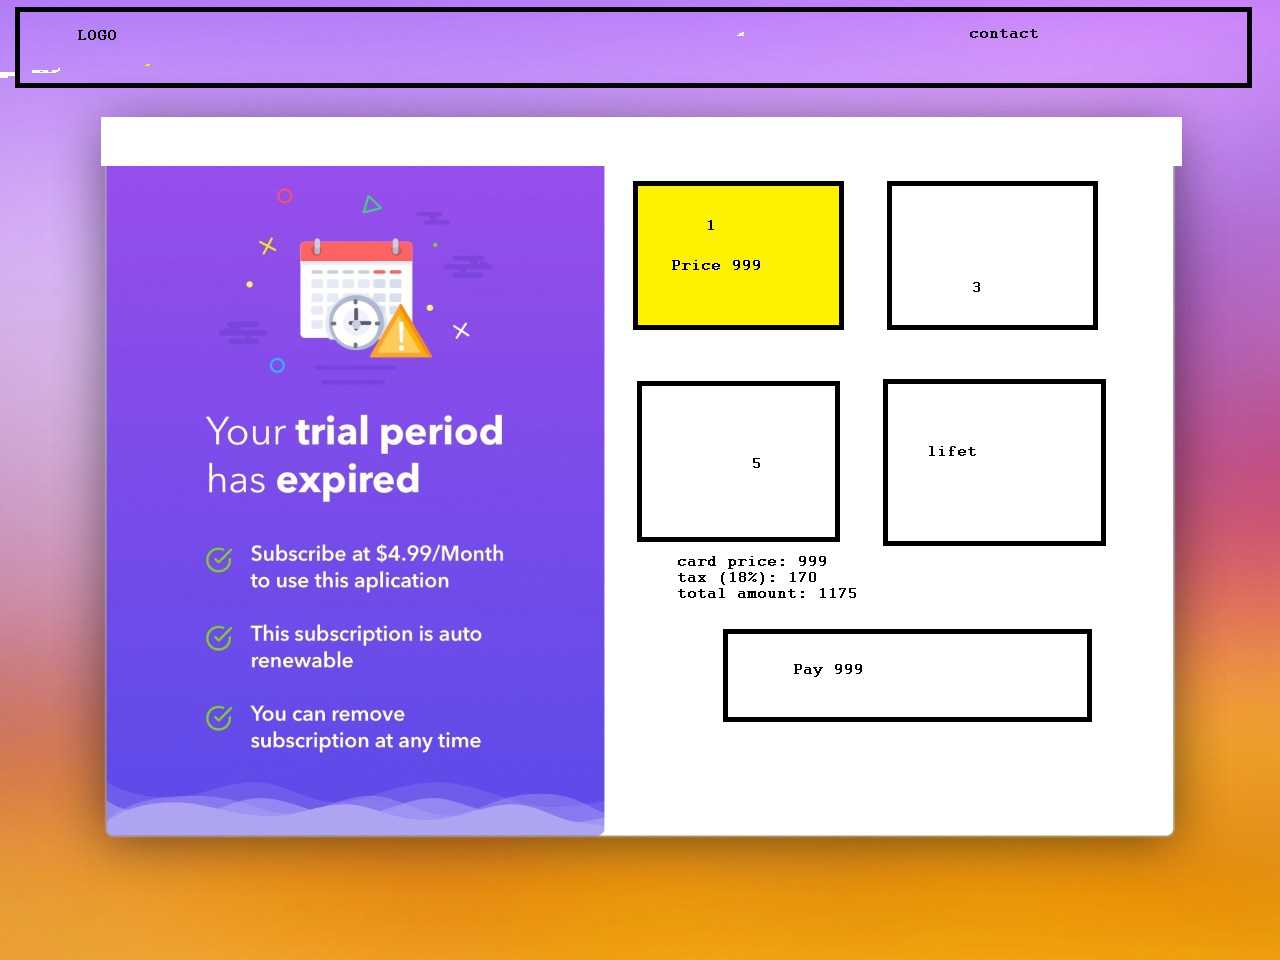 LOGO
contact
Your trial period
has expired
Subscribe at $4.99/Month
to use this aplication
This subscription is auto
renewable
You can remove
subscription at any time
1
Price 999
3
5
lifet
card price: 999
tax (18%): 170
total amount: 1175
Pay 999